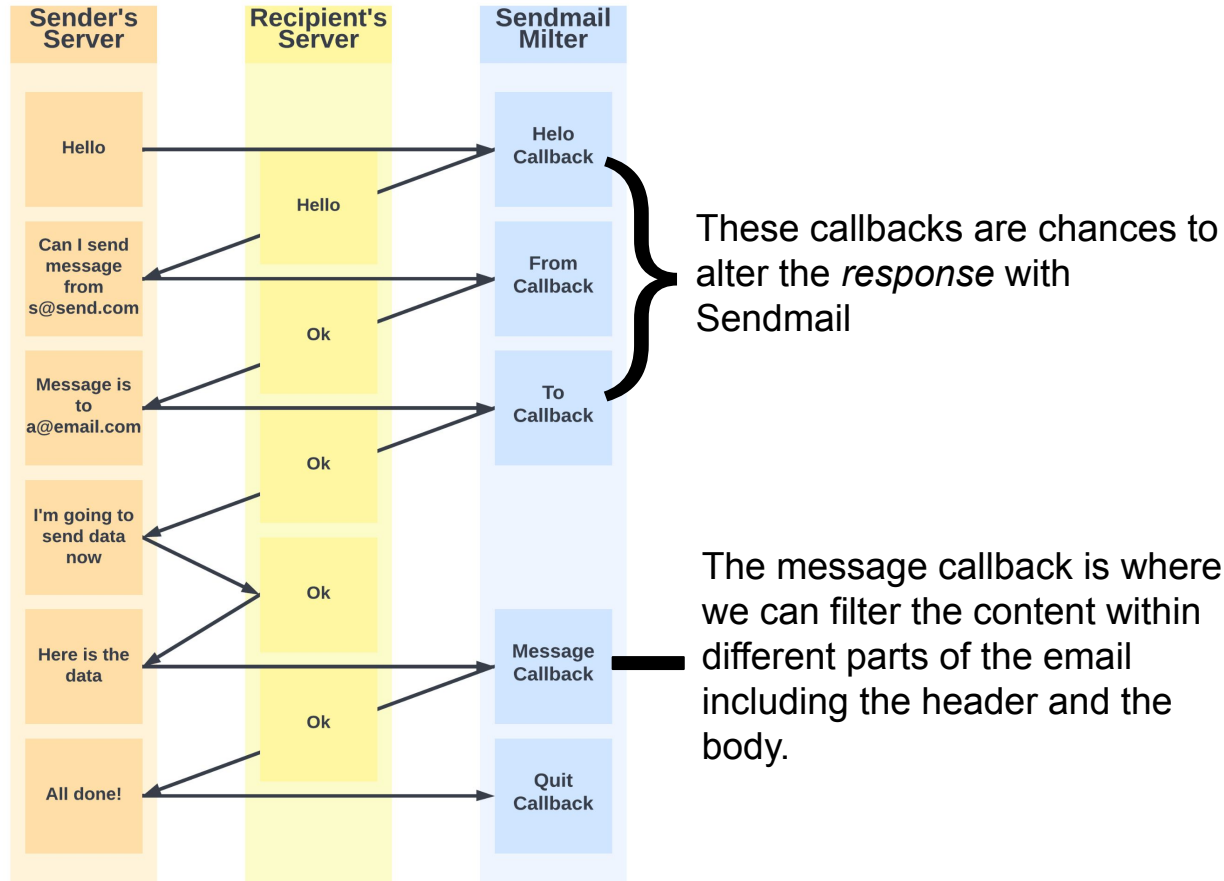 Sender's
Server
Recipient's
Server
Sendmail
Milter
Hello
Helo
Callback
Hello
Can I send
message
from
s@send.com
From
Callback
Ok
Message is
to
a@email.com
To
Callback
Ok
I'm going to
send data
now
Ok
Here is the
data
Message
Callback
Ok
All done!
Quit
Callback
These callbacks are chances to
alter the response with
Sendmail
The message callback is where
we can filter the content within
different parts of the email
including the header and the
body.